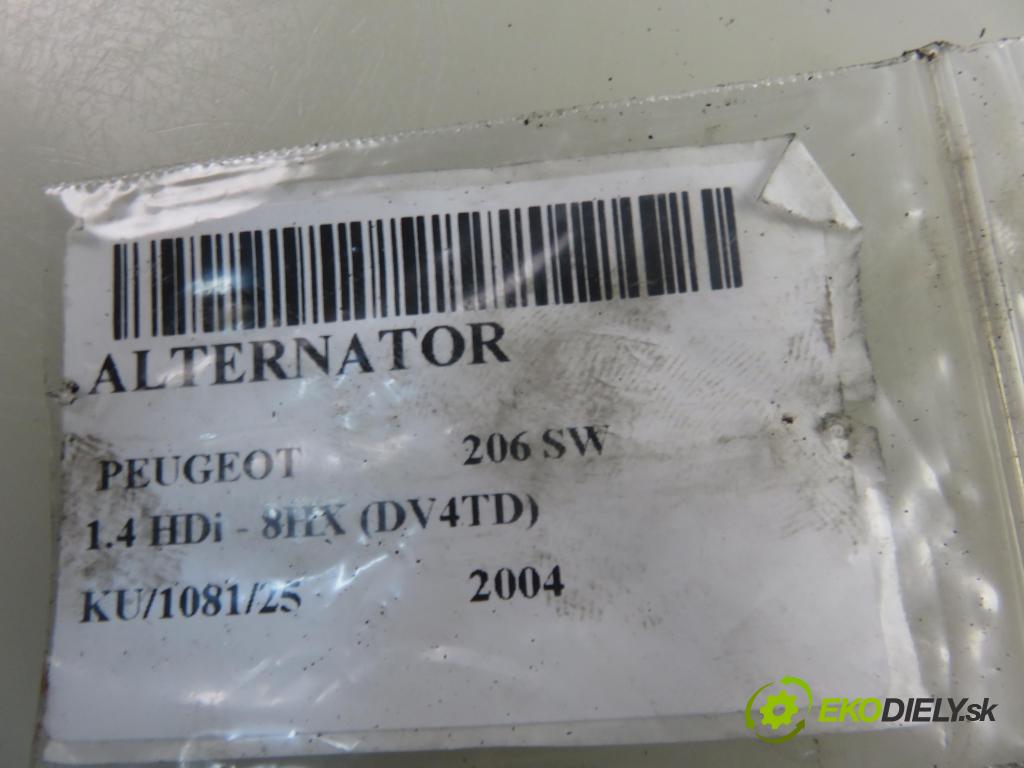 ALTERNATOR
PEUGEOT 206 SW
1.4 HDi - 8HX (DV4TD)
KU/1081/25 2004
EKODIELY.sk